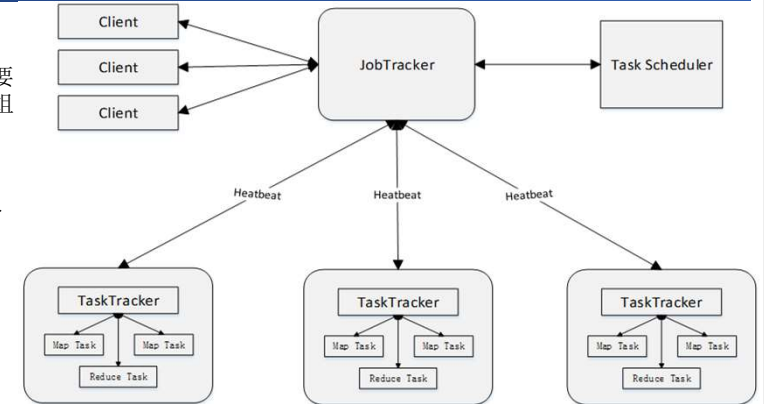 Client
JobTracker
Task Scheduler
Client
要
Client
Heatbeat
Heatbeat
Heatbeat
TaskTracker
Map Task
Map Task
Reduce Task
TaskTracker
Map Task
Map Task
Reduce Task
TaskTracker
Map Task
Map Task
Reduce Task